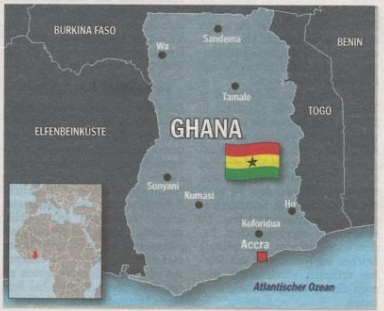 BURKINA FASO
BENIN
Sandema
Wa
Tamale
TOGO
ELFENBEINKÜSTE
GHANA
Sunyani
Kumasi
Ho
Koforidua
Accra
Atlantischer Ozean